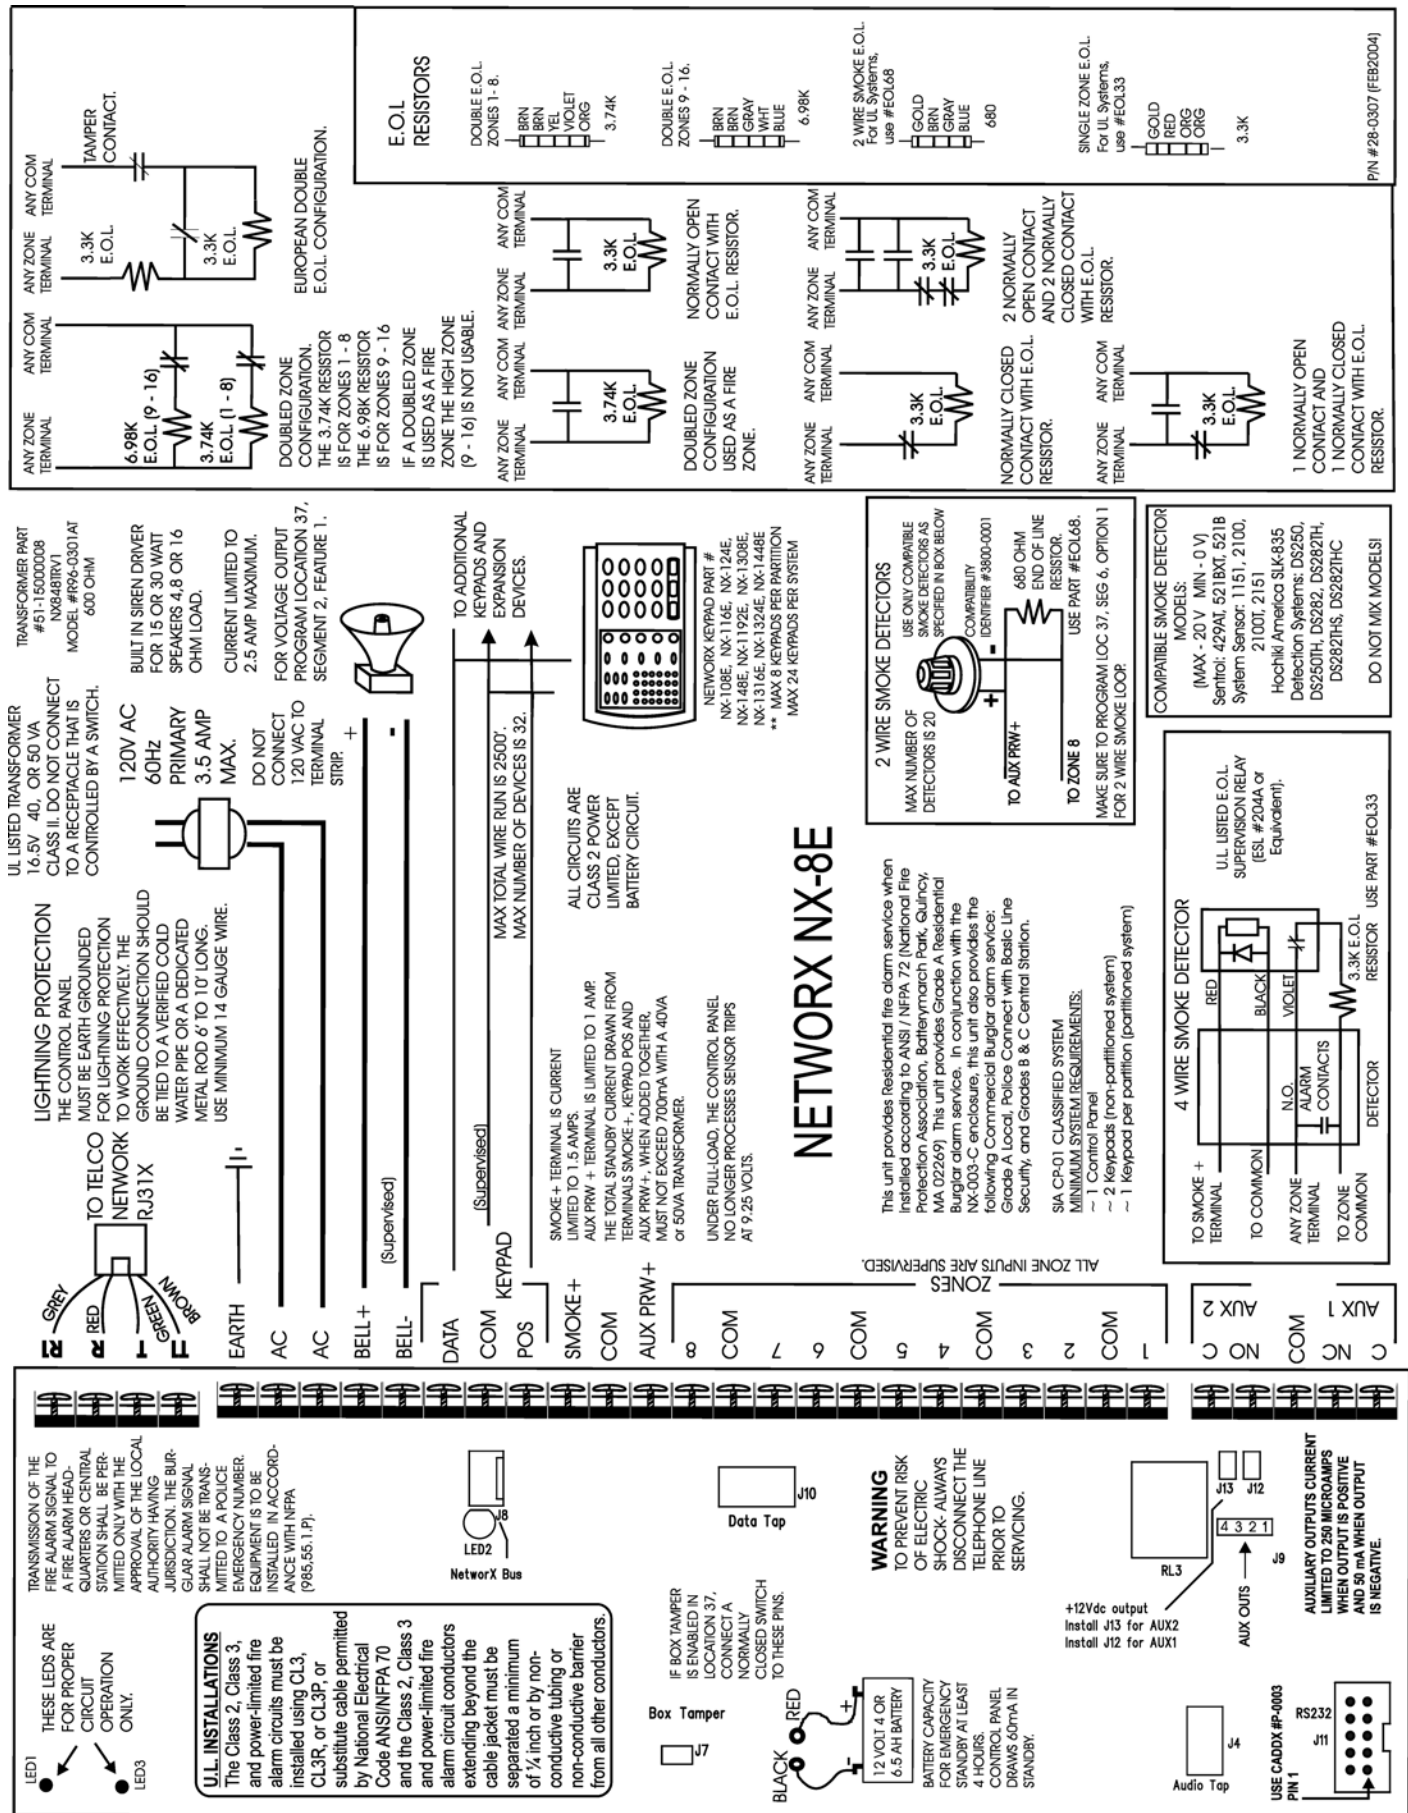 TRANSMISSION OF THE
FIRE ALARM SIGNAL TO
A FIRE ALARM HEAD-
QUARTERS OR CENTRAL
STATION SHALL BE PER-
MITTED ONLY WITH THE
APPROVAL OF THE LOCAL
AUTHORITY HAVING
JURISDICTION. THE BUR-
GLAR ALARM SIGNAL
SHALL NOT BE TRANS-
MITTED TO A POLICE
EMERGENCY NUMBER.
EQUIPMENT IS TO BE
INSTALLED IN ACCORD-
ANCE WITH NFPA
(985,55.1.P).
LED1
THESE LEDS ARE
FOR PROPER
CIRCUIT
OPERATION
ONLY.
LED3
U.L. INSTALLATIONS
The Class 2, Class 3,
and power-limited fire
alarm circuits must be
installed using CL3,
CL3R, or CL3P, or
substitute cable permitted
by National Electrical
Code ANSI/NFPA 70
and the Class 2, Class 3
and power-limited fire
alarm circuit conductors
extending beyond the
cable jacket must be
separated a minimum
of ¼ inch or by non-
conductive tubing or
non-conductive barrier
from all other conductors.
J8
LED2
NetworX Bus
J10
Data Tap
IF BOX TAMPER
IS ENABLED IN
LOCATION 37,
CONNECT A
NORMALLY
CLOSED SWITCH
TO THESE PINS.
Box Tamper
J7
WARNING
TO PREVENT RISK
OF ELECTRIC
SHOCK- ALWAYS
DISCONNECT THE
TELEPHONE LINE
PRIOR TO
SERVICING.
BLACK
RED
+
-
12 VOLT 4 OR
6.5 AH BATTERY
BATTERY CAPACITY
FOR EMERGENCY
STANDBY AT LEAST
4 HOURS.
CONTROL PANEL
DRAWS 60mA IN
STANDBY.
RL3
J13
J12
4 3 2 1
J9
+12Vdc output
Install J13 for AUX2
Install J12 for AUX1
AUX OUTS
AUXILIARY OUTPUTS CURRENT
LIMITED TO 250 MICROAMPS
WHEN OUTPUT IS POSITIVE
AND 50 mA WHEN OUTPUT
IS NEGATIVE.
J4
Audio Tap
USE CADDX #P-0003
PIN 1
RS232
J11
R1
R
T
T1
GREY
RED
GREEN
BROWN
TO TELCO
NETWORK
RJ31X
EARTH
AC
AC
BELL+
BELL-
(Supervised)
DATA
COM
POS
KEYPAD
(Supervised)
SMOKE+
COM
AUX PRW+
8
COM
7
6
COM
5
4
COM
3
2
COM
1
ZONES
ALL ZONE INPUTS ARE SUPERVISED.
C
NO
AUX 2
COM
NC
C
AUX 1
LIGHTNING PROTECTION
THE CONTROL PANEL
MUST BE EARTH GROUNDED
FOR LIGHTING PROTECTION
TO WORK EFFECTIVELY. THE
GROUND CONNECTION SHOULD
BE TIED TO A VERIFIED COLD
WATER PIPE OR A DEDICATED
METAL ROD 6' TO 10' LONG.
USE MINIMUM 14 GAUGE WIRE.
UL LISTED TRANSFORMER
16.5V 40, OR 50 VA
CLASS II. DO NOT CONNECT
TO A RECEPTACLE THAT IS
CONTROLLED BY A SWITCH.
TRANSFORMER PART
#51-15000008
NX848ITRV1
MODEL #R96-0301AT
600 OHM
120V AC
60Hz
PRIMARY
3.5 AMP
MAX.
DO NOT
CONNECT
120 VAC TO
TERMINAL
STRIP.
BUILT IN SIREN DRIVER
FOR 15 OR 30 WATT
SPEAKERS 4,8 OR 16
OHM LOAD.
CURRENT LIMITED TO
2.5 AMP MAXIMUM.
FOR VOLTAGE OUTPUT
PROGRAM LOCATION 37,
SEGMENT 2, FEATURE 1.
+
-
MAX TOTAL WIRE RUN IS 2500'.
MAX NUMBER OF DEVICES IS 32.
TO ADDITIONAL
KEYPADS AND
EXPANSION
DEVICES.
ALL CIRCUITS ARE
CLASS 2 POWER
LIMITED, EXCEPT
BATTERY CIRCUIT.
NETWORX KEYPAD PART #
NX-108E, NX-116E, NX-124E,
NX-148E, NX-1192E, NX-1308E,
NX-1316E, NX-1324E, NX-1448E
** MAX 8 KEYPADS PER PARTITION
MAX 24 KEYPADS PER SYSTEM
SMOKE+ TERMINAL IS CURRENT
LIMITED TO 1.5 AMPS.
AUX PRW + TERMINAL IS LIMITED TO 1 AMP.
THE TOTAL STANDBY CURRENT DRAWN FROM
TERMINALS SMOKE+, KEYPAD POS AND
AUX PRW+, WHEN ADDED TOGETHER,
MUST NOT EXCEED 700mA WITH A 40VA
or 50VA TRANSFORMER.
UNDER FULL-LOAD, THE CONTROL PANEL
NO LONGER PROCESSES SENSOR TRIPS
AT 9.25 VOLTS.
NETWORX NX-8E
This unit provides Residential fire alarm service when
installed according to ANSI / NFPA 72 (National Fire
Protection Association, Batterymarch Park, Quincy,
MA 02269) This unit provides Grade A Residential
Burglar alarm service. In conjunction with the
NX-003-C enclosure, this unit also provides the
following Commercial Burglar alarm service:
Grade A Local, Police Connect with Basic Line
Security, and Grades B & C Central Station.
SIA CP-01 CLASSIFIED SYSTEM
MINIMUM SYSTEM REQUIREMENTS:
~ 1 Control Panel
~ 2 Keypads (non-partitioned system)
~ 1 Keypad per partition (partitioned system)
2 WIRE SMOKE DETECTORS
MAX NUMBER OF
DETECTORS IS 20
USE ONLY COMPATIBLE
SMOKE DETECTORS AS
SPECIFIED IN BOX BELOW
COMPATIBILITY
IDENTIFIER #3800-0001
+
-
TO AUX PRW+
TO ZONE 8
680 OHM
END OF LINE
RESISTOR.
USE PART #EOL68.
MAKE SURE TO PROGRAM LOC 37, SEG 6, OPTION 1
FOR 2 WIRE SMOKE LOOP.
4 WIRE SMOKE DETECTOR
TO SMOKE +
TERMINAL
TO COMMON
ANY ZONE
TERMINAL
TO ZONE
COMMON
N.O.
ALARM
CONTACTS
DETECTOR
RED
BLACK
VIOLET
3.3K E.O.L
RESISTOR
USE PART #EOL33
U.L. LISTED E.O.L.
SUPERVISION RELAY
(ESL #204A or
Equivalent).
COMPATIBLE SMOKE DETECTOR
MODELS:
(MAX - 20 V MIN - 0 V)
Sentrol: 429AT, 521BXT, 521B
System Sensor: 1151, 2100,
2100T, 2151
Hochiki America SLK-835
Detection Systems: DS250,
DS250TH, DS282, DS282TH,
DS282THS, DS282THC
DO NOT MIX MODELS!
ANY ZONE
TERMINAL
ANY COM
TERMINAL
6.98K
E.O.L. (9 - 16)
3.74K
E.O.L (1 - 8)
DOUBLED ZONE
CONFIGURATION.
THE 3.74K RESISTOR
IS FOR ZONES 1 - 8
THE 6.98K RESISTOR
IS FOR ZONES 9 - 16
IF A DOUBLED ZONE
IS USED AS A FIRE
ZONE THE HIGH ZONE
(9 - 16) IS NOT USABLE.
ANY ZONE
TERMINAL
ANY COM
TERMINAL
3.3K
E.O.L.
TAMPER
CONTACT.
3.3K
E.O.L.
EUROPEAN DOUBLE
E.O.L. CONFIGURATION.
ANY ZONE
TERMINAL
ANY COM
TERMINAL
3.74K
E.O.L.
DOUBLED ZONE
CONFIGURATION
USED AS A FIRE
ZONE.
ANY ZONE
TERMINAL
ANY COM
TERMINAL
3.3K
E.O.L.
NORMALLY OPEN
CONTACT WITH
E.O.L. RESISTOR.
ANY ZONE
TERMINAL
ANY COM
TERMINAL
3.3K
E.O.L.
NORMALLY CLOSED
CONTACT WITH E.O.L.
RESISTOR.
ANY ZONE
TERMINAL
ANY COM
TERMINAL
3.3K
E.O.L.
2 NORMALLY
OPEN CONTACT
AND 2 NORMALLY
CLOSED CONTACT
WITH E.O.L.
RESISTOR.
ANY ZONE
TERMINAL
ANY COM
TERMINAL
3.3K
E.O.L.
1 NORMALLY OPEN
CONTACT AND
1 NORMALLY CLOSED
CONTACT WITH E.O.L.
RESISTOR.
E.O.L
RESISTORS
DOUBLE E.O.L.
ZONES 1- 8.
BRN
BRN
YEL
VIOLET
ORG
3.74K
DOUBLE E.O.L.
ZONES 9 - 16.
BRN
BRN
GRAY
WHT
BLUE
6.98K
2 WIRE SMOKE E.O.L.
For UL Systems,
use #EOL68
GOLD
BRN
GRAY
BLUE
680
SINGLE ZONE E.O.L.
For UL Systems,
use #EOL33
GOLD
RED
ORG
ORG
3.3K
P/N #28-0307 (FEB2004)